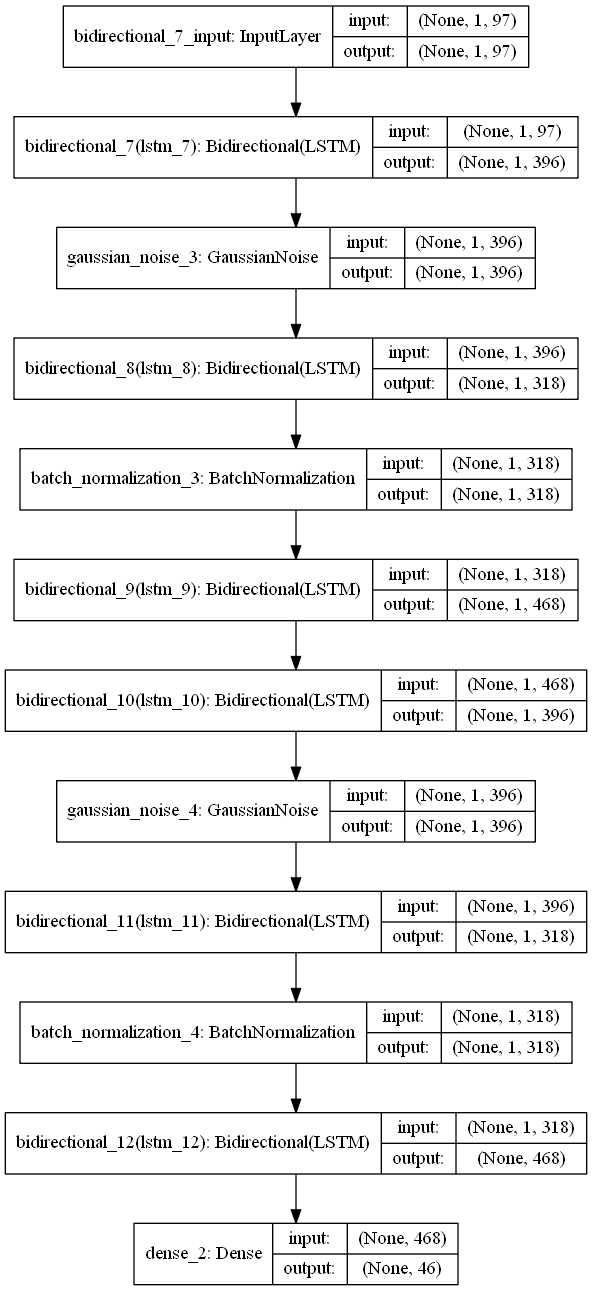 bidirectional_7_input: InputLayer input: (None, 1, 97)
output: (None, 1, 97)
bidirectional_7(lstm_7): Bidirectional(LSTM) input: (None, 1, 97)
output: (None, 1, 396)
gaussian_noise_3: GaussianNoise input: (None, 1, 396)
output: (None, 1, 396)
bidirectional_8(lstm_8): Bidirectional(LSTM) input: (None, 1, 396)
output: (None, 1, 318)
batch_normalization_3: BatchNormalization input: (None, 1, 318)
output: (None, 1, 318)
bidirectional_9(lstm_9): Bidirectional(LSTM) input: (None, 1, 318)
output: (None, 1, 468)
bidirectional_10(lstm_10): Bidirectional(LSTM) input: (None, 1, 468)
output: (None, 1, 396)
gaussian_noise_4: GaussianNoise input: (None, 1, 396)
output: (None, 1, 396)
bidirectional_11(lstm_11): Bidirectional(LSTM) input: (None, 1, 396)
output: (None, 1, 318)
batch_normalization_4: BatchNormalization input: (None, 1, 318)
output: (None, 1, 318)
bidirectional_12(lstm_12): Bidirectional(LSTM) input: (None, 1, 318)
output: (None, 468)
dense_2: Dense input: (None, 468)
output: (None, 46)